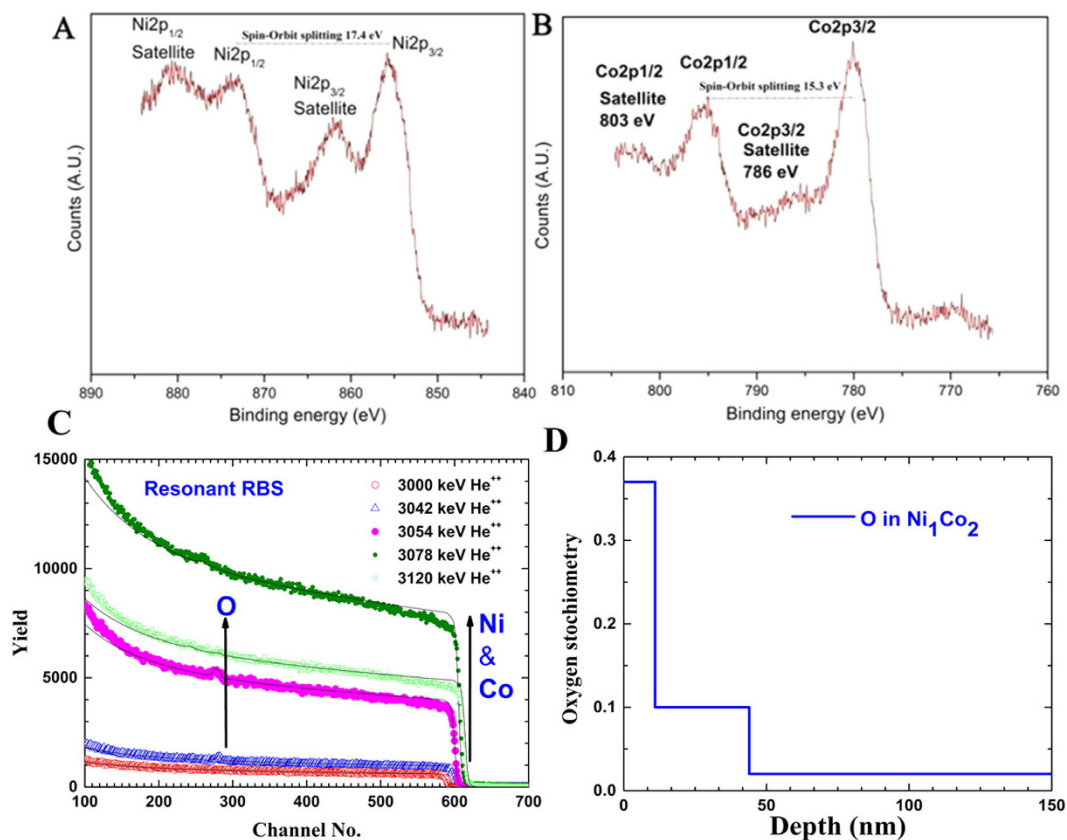 A
Ni2p1/2
Satellite
Ni2p1/2
Spin-Orbit splitting 17.4 eV
Ni2p3/2
Ni2p3/2
Satellite
Counts (A.U.)
890 880 870 860 850 840
Binding energy (eV)
B
Co2p3/2
Co2p1/2
Co2p1/2
Satellite
803 eV
Spin-Orbit splitting 15.3 eV
Co2p3/2
Satellite
786 eV
Counts (A.U.)
810 800 790 780 770 760
Binding energy (eV)
C
15000
10000
5000
0
Yield
Resonant RBS
3000 keV He++
3042 keV He++
3054 keV He++
3078 keV He++
3120 keV He++
O
Ni
&
Co
100 200 300 400 500 600 700
Channel No.
D
0.4
0.3
0.2
0.1
0.0
Oxygen stochiometry
O in Ni1Co2
0 50 100 150
Depth (nm)